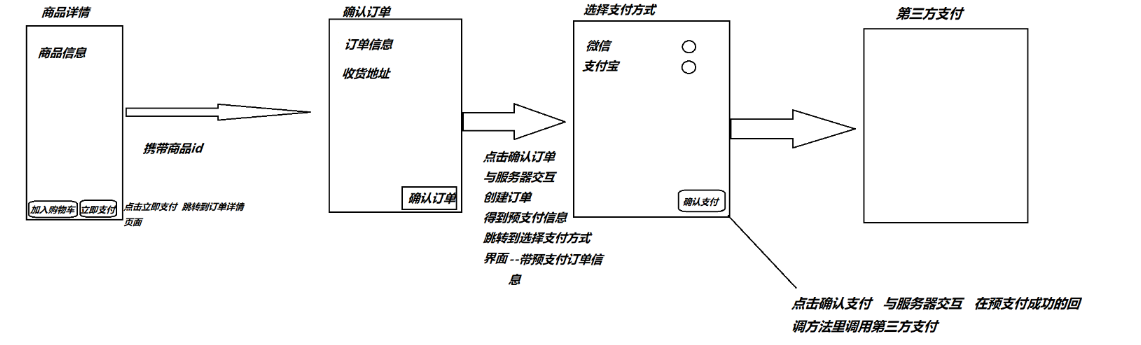 商品详情
商品信息
加入购物车
立即支付
携带商品id
点击立即支付 跳转到订单详情
页面
确认订单
订单信息
收货地址
确认订单
点击确认订单
与服务器交互
创建订单
得到预支付信息
跳转到选择支付方式
界面--带预支付订单信
息
选择支付方式
微信
支付宝
确认支付
点击确认支付 与服务器交互 在预支付成功的回
调方法里调用第三方支付
第三方支付